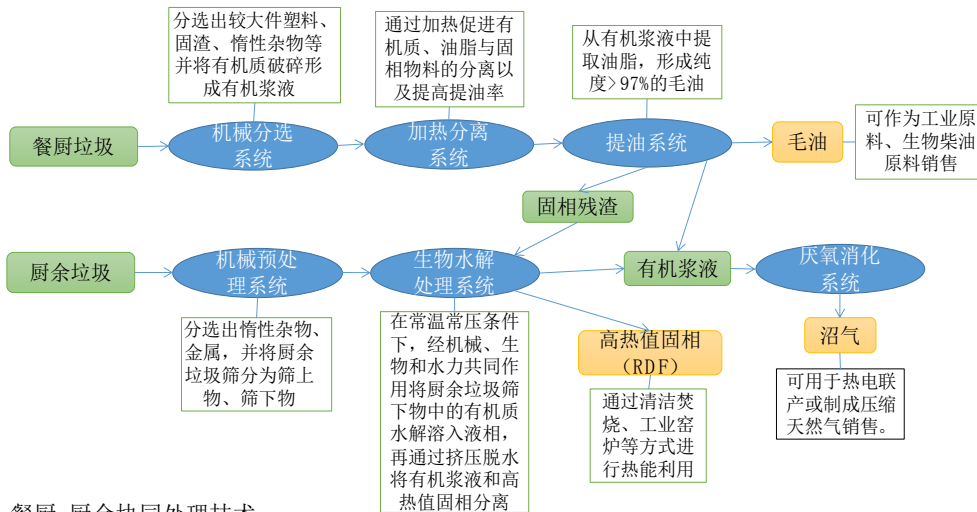 分选出较大件塑料、
固渣、惰性杂物等
并将有机质破碎形
成有机浆液
通过加热促进有
机质、油脂与固
相物料的分离以
及提高提油率
从有机浆液中提
取油脂，形成纯
度>97%的毛油
餐厨垃圾
机械分选
系统
加热分离
系统
提油系统
毛油
可作为工业原
料、生物柴油
原料销售
固相残渣
厨余垃圾
机械预处
理系统
生物水解
处理系统
有机浆液
厌氧消化
系统
分选出惰性杂物、
金属，并将厨余
垃圾筛分为筛上
物、筛下物
在常温常压条件
下，经机械、生
物和水力共同作
用将厨余垃圾筛
下物中的有机质
水解溶入液相，
再通过挤压脱水
将有机浆液和高
热值固相分离
高热值固相
（RDF）
通过清洁焚
烧、工业窑
炉等方式进
行热能利用
沼气
可用于热电联
产或制成压缩
天然气销售。
餐厨-厨余协同处理技术